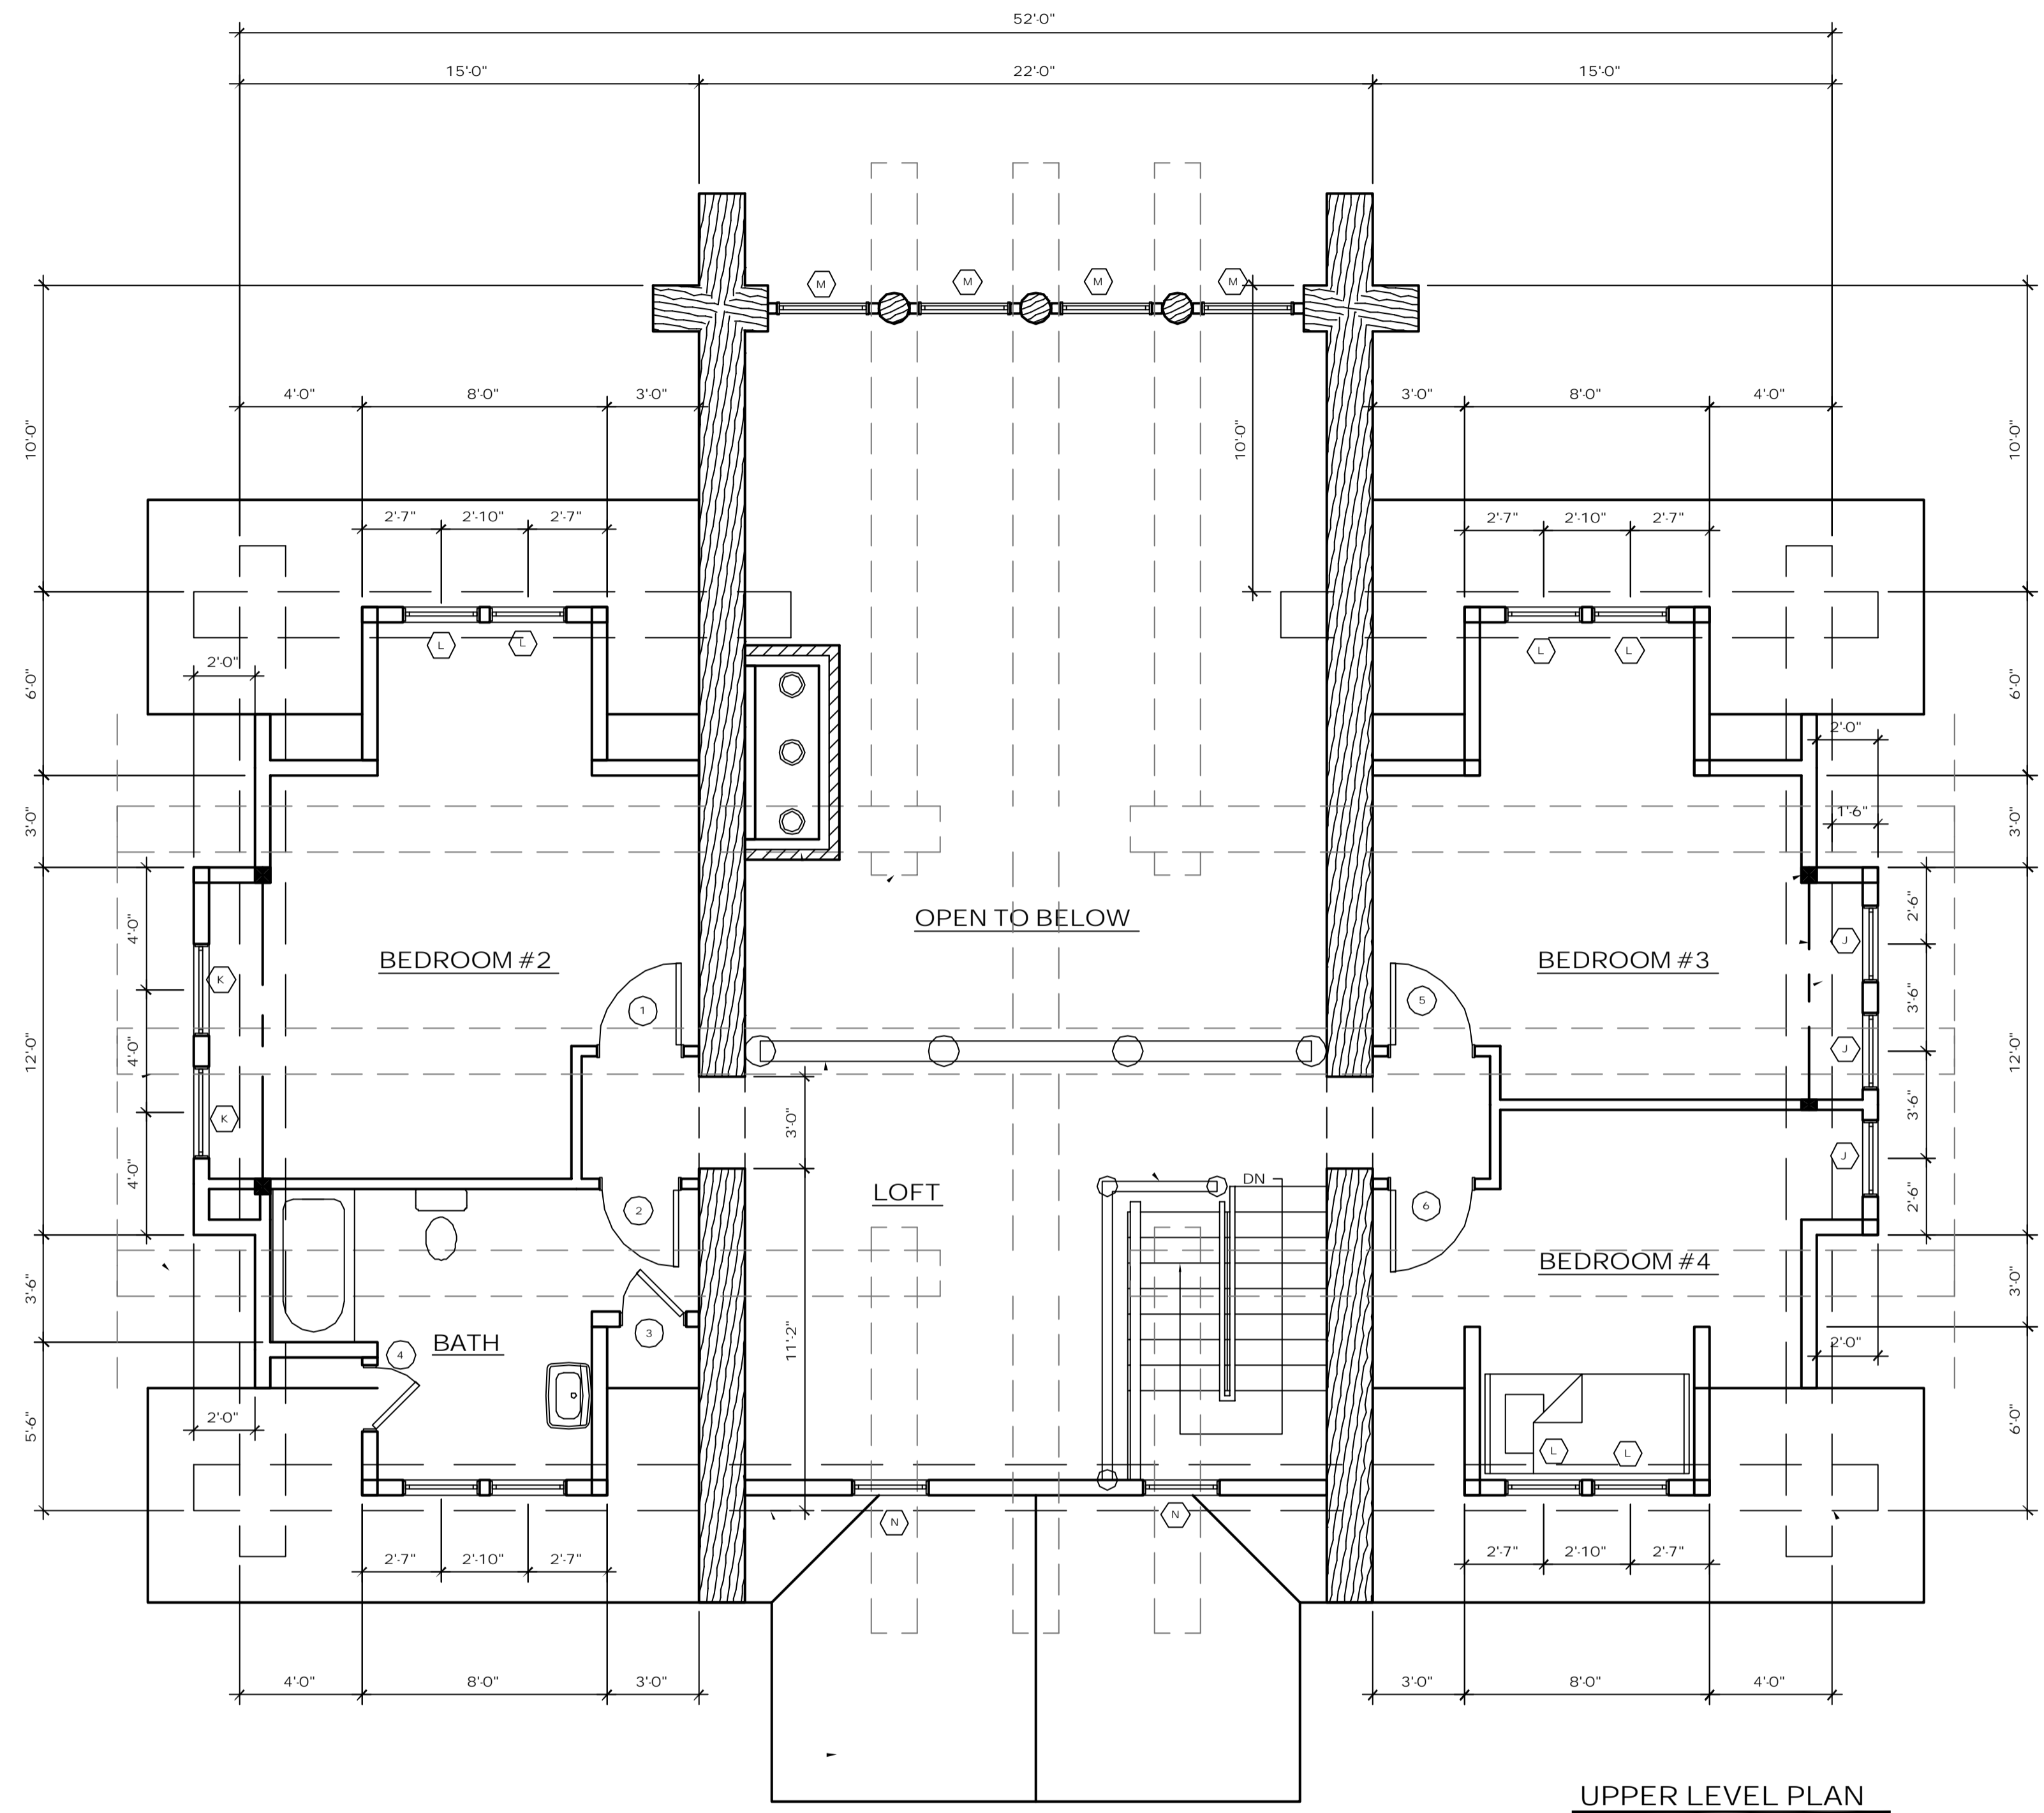 52'-0"
15'-0" 22'-0" 15'-0"
M M M M
4'-0" 8'-0" 3'-0" 3'-0" 8'-0" 4'-0"
10'-0" 10'-0" 10'-0"
2'-7" 2'-10" 2'-7" 2'-7" 2'-10" 2'-7"
L L L L
2'-0" 6'-0" 6'-0"
2'-0"
3'-0" 1'-6" 3'-0"
4'-0" OPEN TO BELOW 2'-6"
BEDROOM #2 BEDROOM #3 J
K 1 5 3'-6"
12'-0" 4'-0" J 12'-0"
K 3'-0" 3'-6"
J
4'-0" LOFT DN 2'-6"
2 6
3'-6" BEDROOM #4 3'-0"
BATH 3 11'-2"
4 2'-0"
5'-6" 2'-0" 6'-0"
L L
N N
2'-7" 2'-10" 2'-7" 2'-7" 2'-10" 2'-7"
4'-0" 8'-0" 3'-0" 3'-0" 8'-0" 4'-0"
UPPER LEVEL PLAN